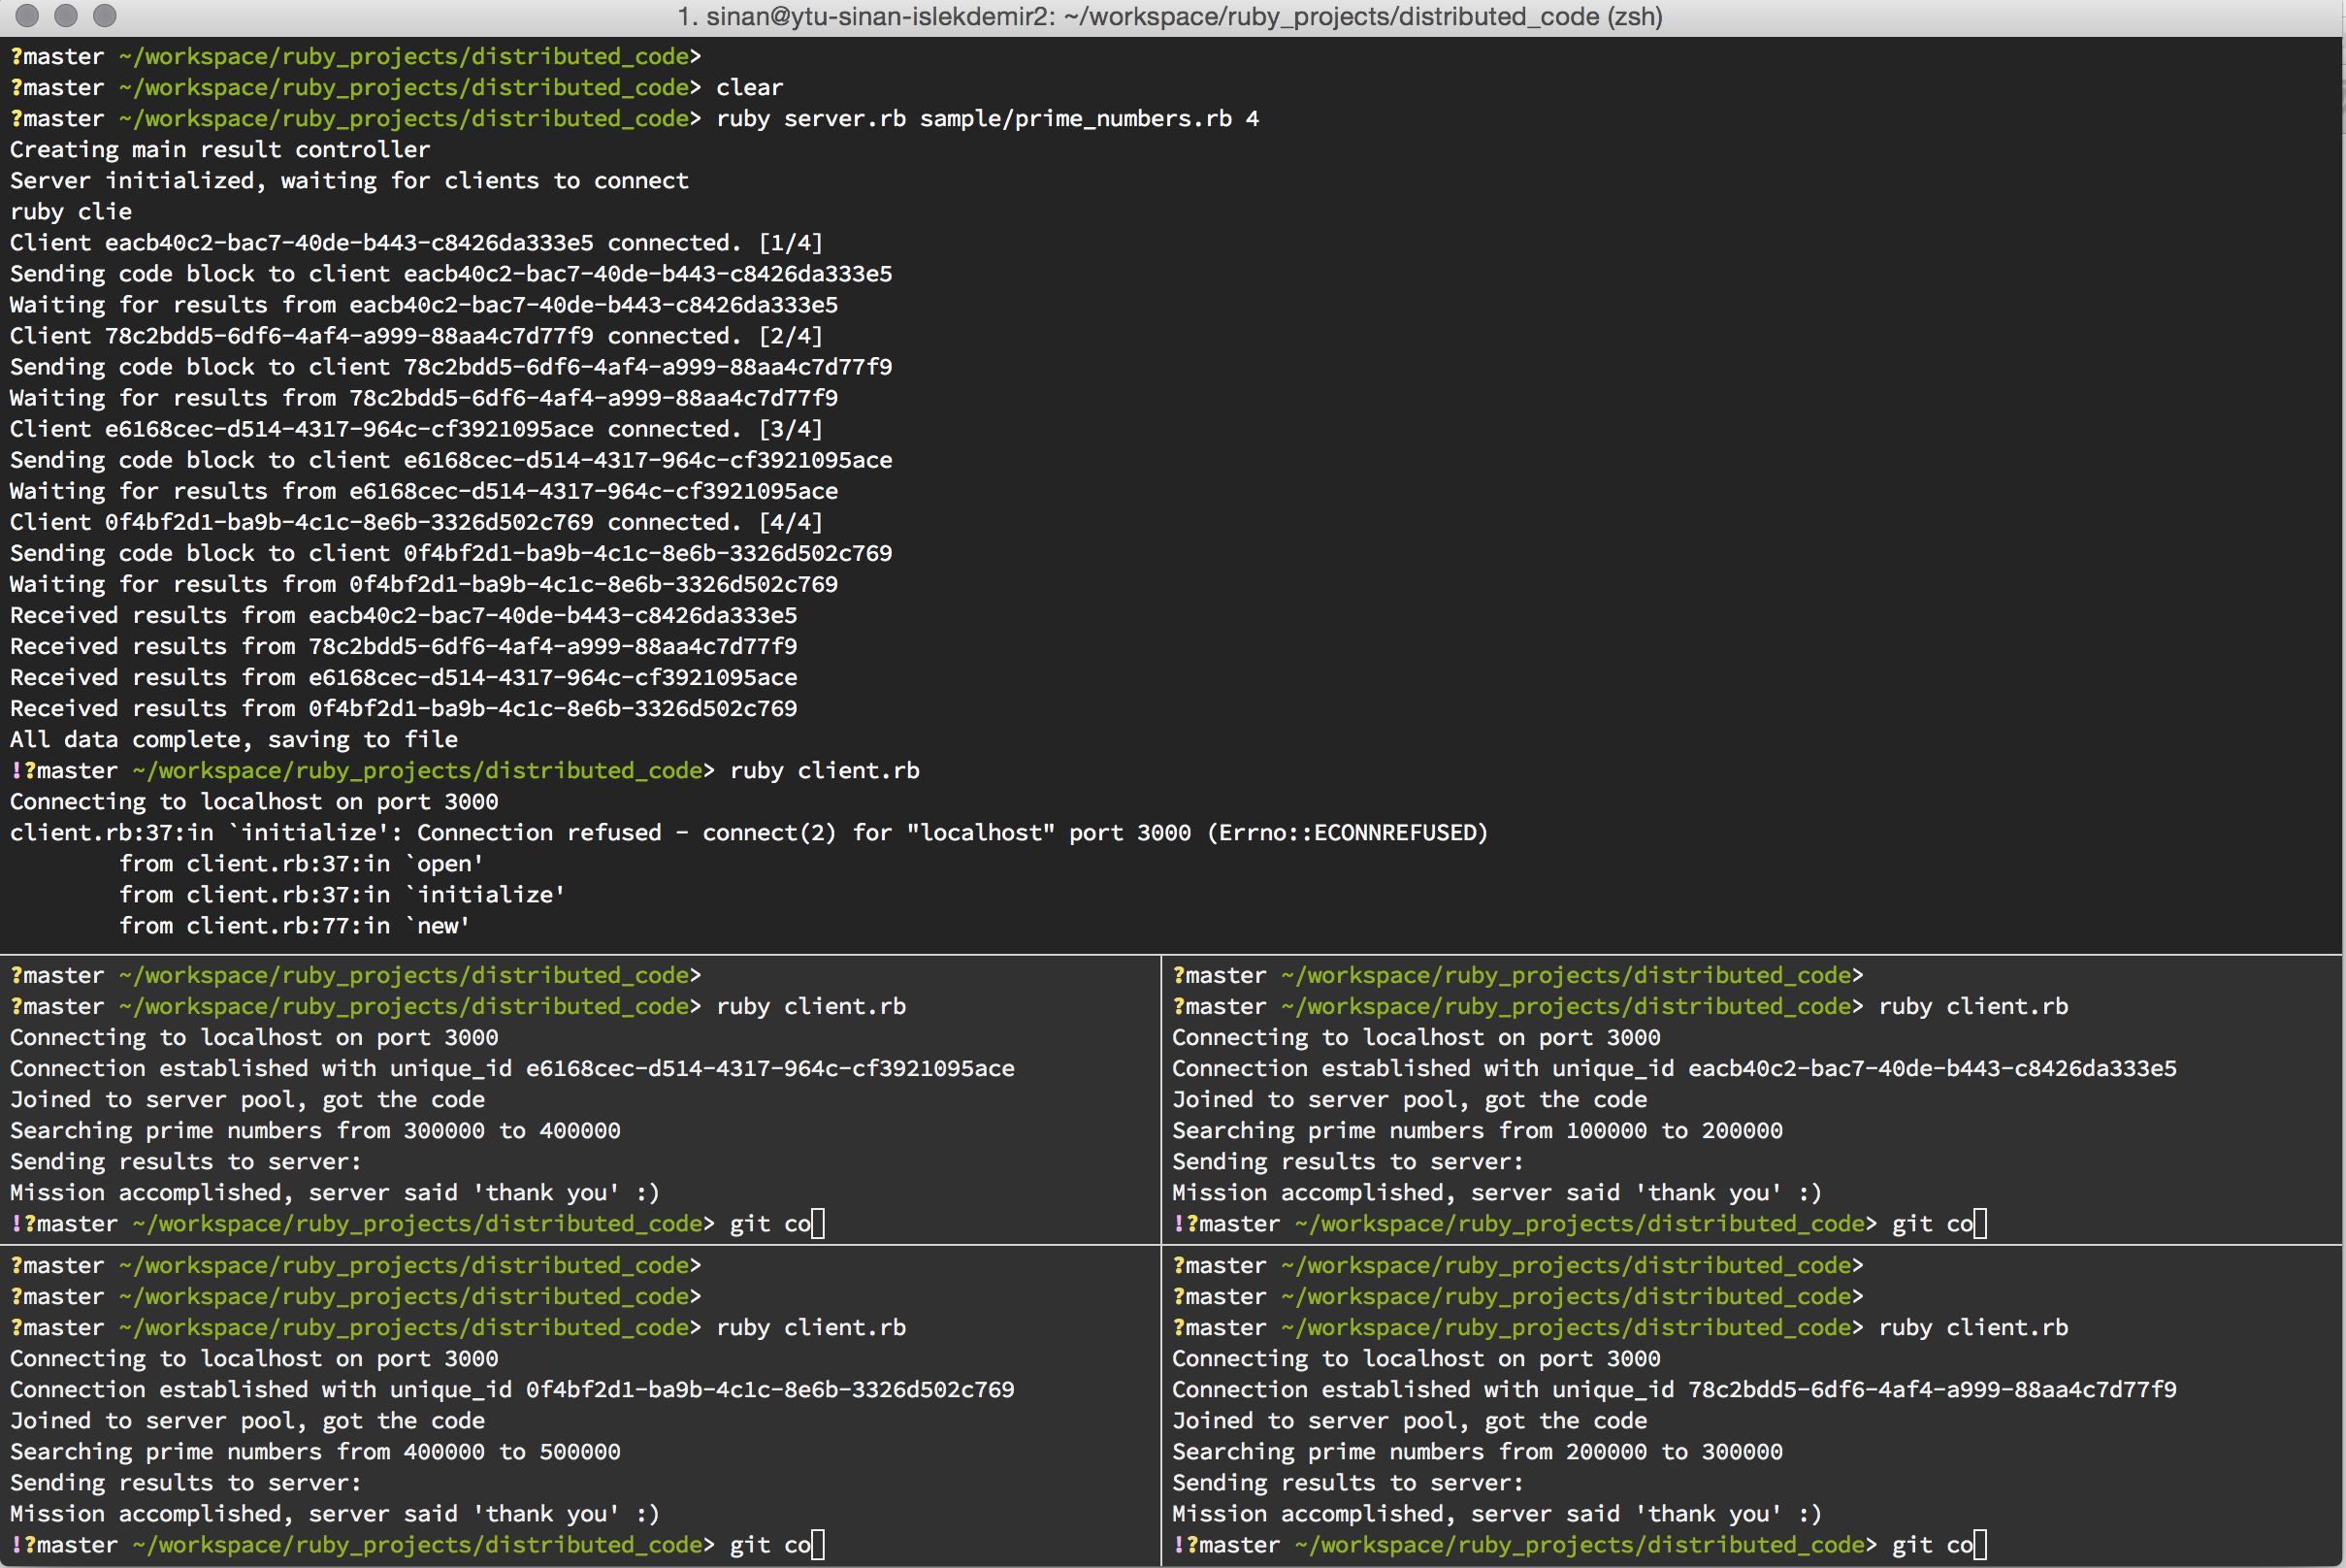 1. sinan@ytu-sinan-islekdemir2: ~/workspace/ruby_projects/distributed_code (zsh)
?master ~/workspace/ruby_projects/distributed_code>
?master ~/workspace/ruby_projects/distributed_code> clear
?master ~/workspace/ruby_projects/distributed_code> ruby server.rb sample/prime_numbers.rb 4
Creating main result controller
Server initialized, waiting for clients to connect
ruby clie
Client eacb40c2-bac7-40de-b443-c8426da333e5 connected. [1/4]
Sending code block to client eacb40c2-bac7-40de-b443-c8426da333e5
Waiting for results from eacb40c2-bac7-40de-b443-c8426da333e5
Client 78c2bdd5-6df6-4af4-a999-88aa4c7d77f9 connected. [2/4]
Sending code block to client 78c2bdd5-6df6-4af4-a999-88aa4c7d77f9
Waiting for results from 78c2bdd5-6df6-4af4-a999-88aa4c7d77f9
Client e6168cec-d514-4317-964c-cf3921095ace connected. [3/4]
Sending code block to client e6168cec-d514-4317-964c-cf3921095ace
Waiting for results from e6168cec-d514-4317-964c-cf3921095ace
Client 0f4bf2d1-ba9b-4c1c-8e6b-3326d502c769 connected. [4/4]
Sending code block to client 0f4bf2d1-ba9b-4c1c-8e6b-3326d502c769
Waiting for results from 0f4bf2d1-ba9b-4c1c-8e6b-3326d502c769
Received results from eacb40c2-bac7-40de-b443-c8426da333e5
Received results from 78c2bdd5-6df6-4af4-a999-88aa4c7d77f9
Received results from e6168cec-d514-4317-964c-cf3921095ace
Received results from 0f4bf2d1-ba9b-4c1c-8e6b-3326d502c769
All data complete, saving to file
!?master ~/workspace/ruby_projects/distributed_code> ruby client.rb
Connecting to localhost on port 3000
client.rb:37:in `initialize': Connection refused - connect(2) for "localhost" port 3000 (Errno::ECONNREFUSED)
        from client.rb:37:in `open'
        from client.rb:37:in `initialize'
        from client.rb:77:in `new'
?master ~/workspace/ruby_projects/distributed_code>
?master ~/workspace/ruby_projects/distributed_code> ruby client.rb
Connecting to localhost on port 3000
Connection established with unique_id e6168cec-d514-4317-964c-cf3921095ace
Joined to server pool, got the code
Searching prime numbers from 300000 to 400000
Sending results to server:
Mission accomplished, server said 'thank you' :)
!?master ~/workspace/ruby_projects/distributed_code> git co
?master ~/workspace/ruby_projects/distributed_code>
?master ~/workspace/ruby_projects/distributed_code> ruby client.rb
Connecting to localhost on port 3000
Connection established with unique_id eacb40c2-bac7-40de-b443-c8426da333e5
Joined to server pool, got the code
Searching prime numbers from 100000 to 200000
Sending results to server:
Mission accomplished, server said 'thank you' :)
!?master ~/workspace/ruby_projects/distributed_code> git co
?master ~/workspace/ruby_projects/distributed_code>
?master ~/workspace/ruby_projects/distributed_code>
?master ~/workspace/ruby_projects/distributed_code> ruby client.rb
Connecting to localhost on port 3000
Connection established with unique_id 0f4bf2d1-ba9b-4c1c-8e6b-3326d502c769
Joined to server pool, got the code
Searching prime numbers from 400000 to 500000
Sending results to server:
Mission accomplished, server said 'thank you' :)
!?master ~/workspace/ruby_projects/distributed_code> git co
?master ~/workspace/ruby_projects/distributed_code>
?master ~/workspace/ruby_projects/distributed_code>
?master ~/workspace/ruby_projects/distributed_code> ruby client.rb
Connecting to localhost on port 3000
Connection established with unique_id 78c2bdd5-6df6-4af4-a999-88aa4c7d77f9
Joined to server pool, got the code
Searching prime numbers from 200000 to 300000
Sending results to server:
Mission accomplished, server said 'thank you' :)
!?master ~/workspace/ruby_projects/distributed_code> git co